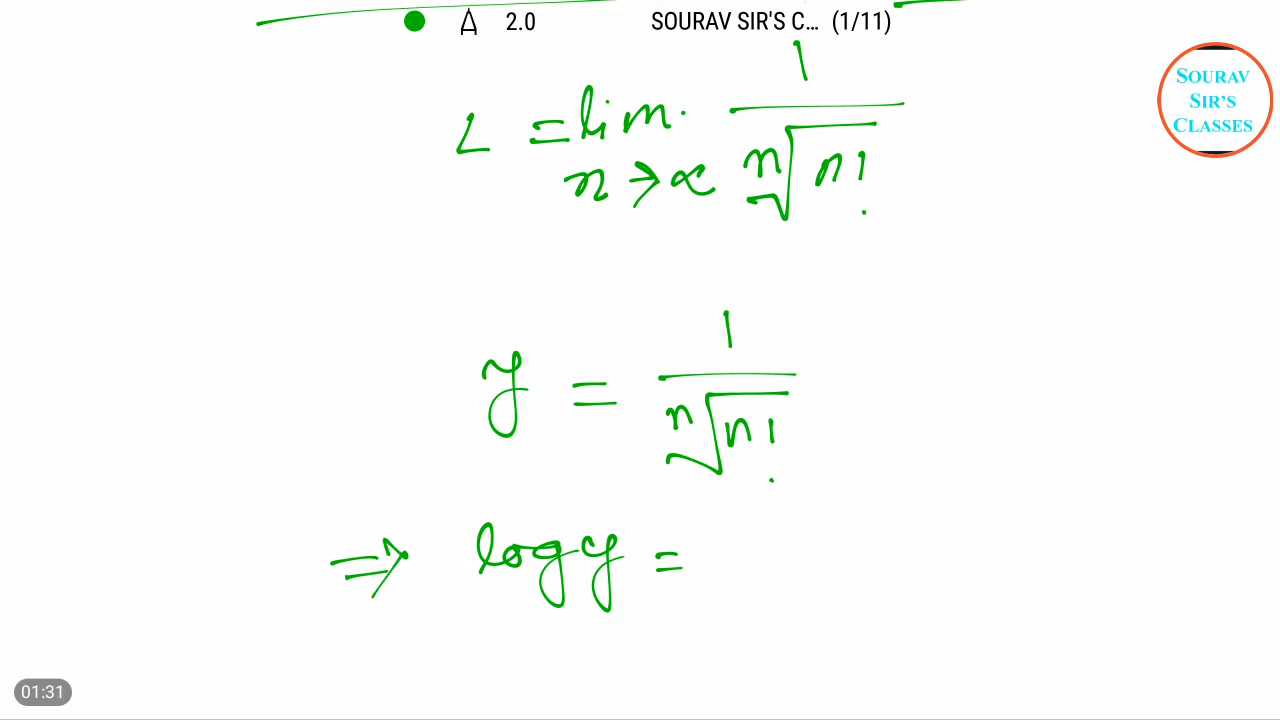 2.0 SOURAV SIR'S C... (1/11)
SOURAV
SIR'S
CLASSES
L = lim. 1
n → ∝ n√n!
y = 1
n√n!
⇒ log y =
01:31